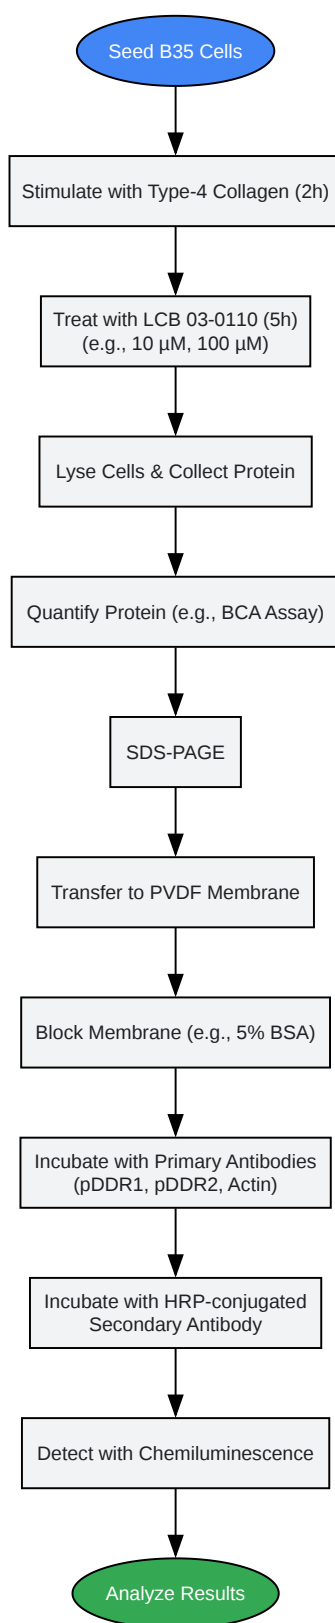 Seed B35 Cells
Stimulate with Type-4 Collagen (2h)
Treat with LCB 03-0110 (5h)
(e.g., 10 µM, 100 µM)
Lyse Cells & Collect Protein
Quantify Protein (e.g., BCA Assay)
SDS-PAGE
Transfer to PVDF Membrane
Block Membrane (e.g., 5% BSA)
Incubate with Primary Antibodies
(pDDR1, pDDR2, Actin)
Incubate with HRP-conjugated
Secondary Antibody
Detect with Chemiluminescence
Analyze Results